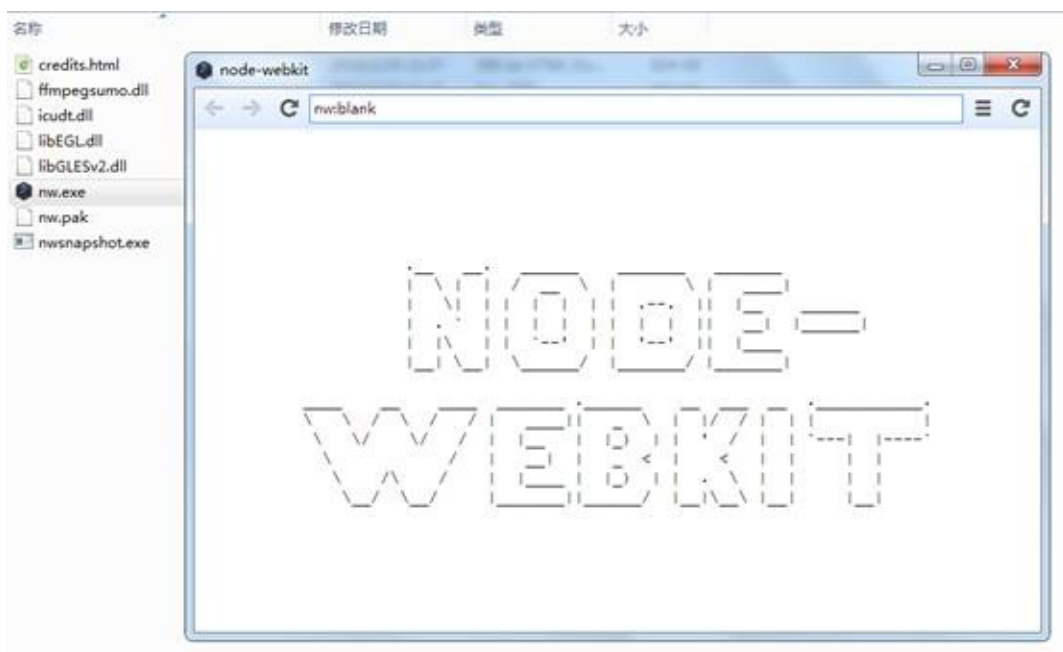 名称 修改日期 类型 大小
credits.html
ffmpegsumo.dll
icudt.dll
libEGL.dll
libGLESv2.dll
nw.exe
nw.pak
nwsnapshot.exe
node-webkit
nw:blank
NODE-
WEBKIT